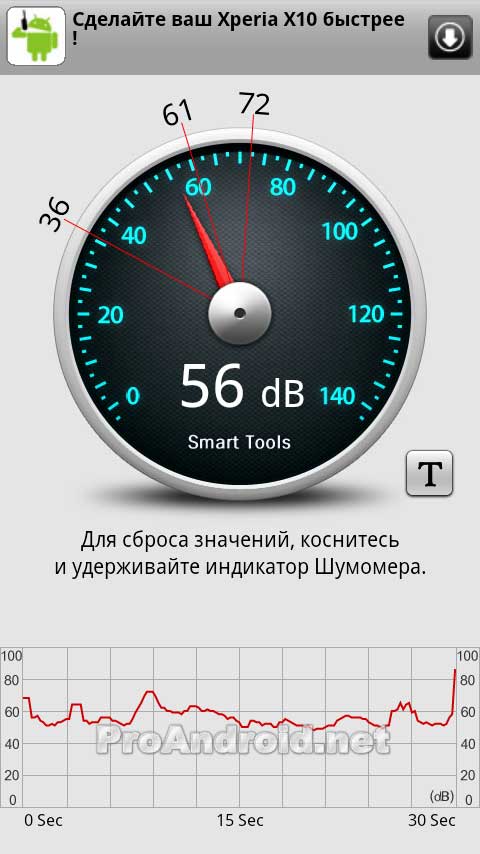 Сделайте ваш Xperia X10 быстрее
!
61
72
36
60
80
40
100
20
120
56 dB
0
140
Smart Tools
T
Для сброса значений, коснитесь
и удерживайте индикатор Шумомера.
100
100
80
80
60
60
ProAndroid.net
40
40
20
20
(dB)
0
0
0 Sec
15 Sec
30 Sec